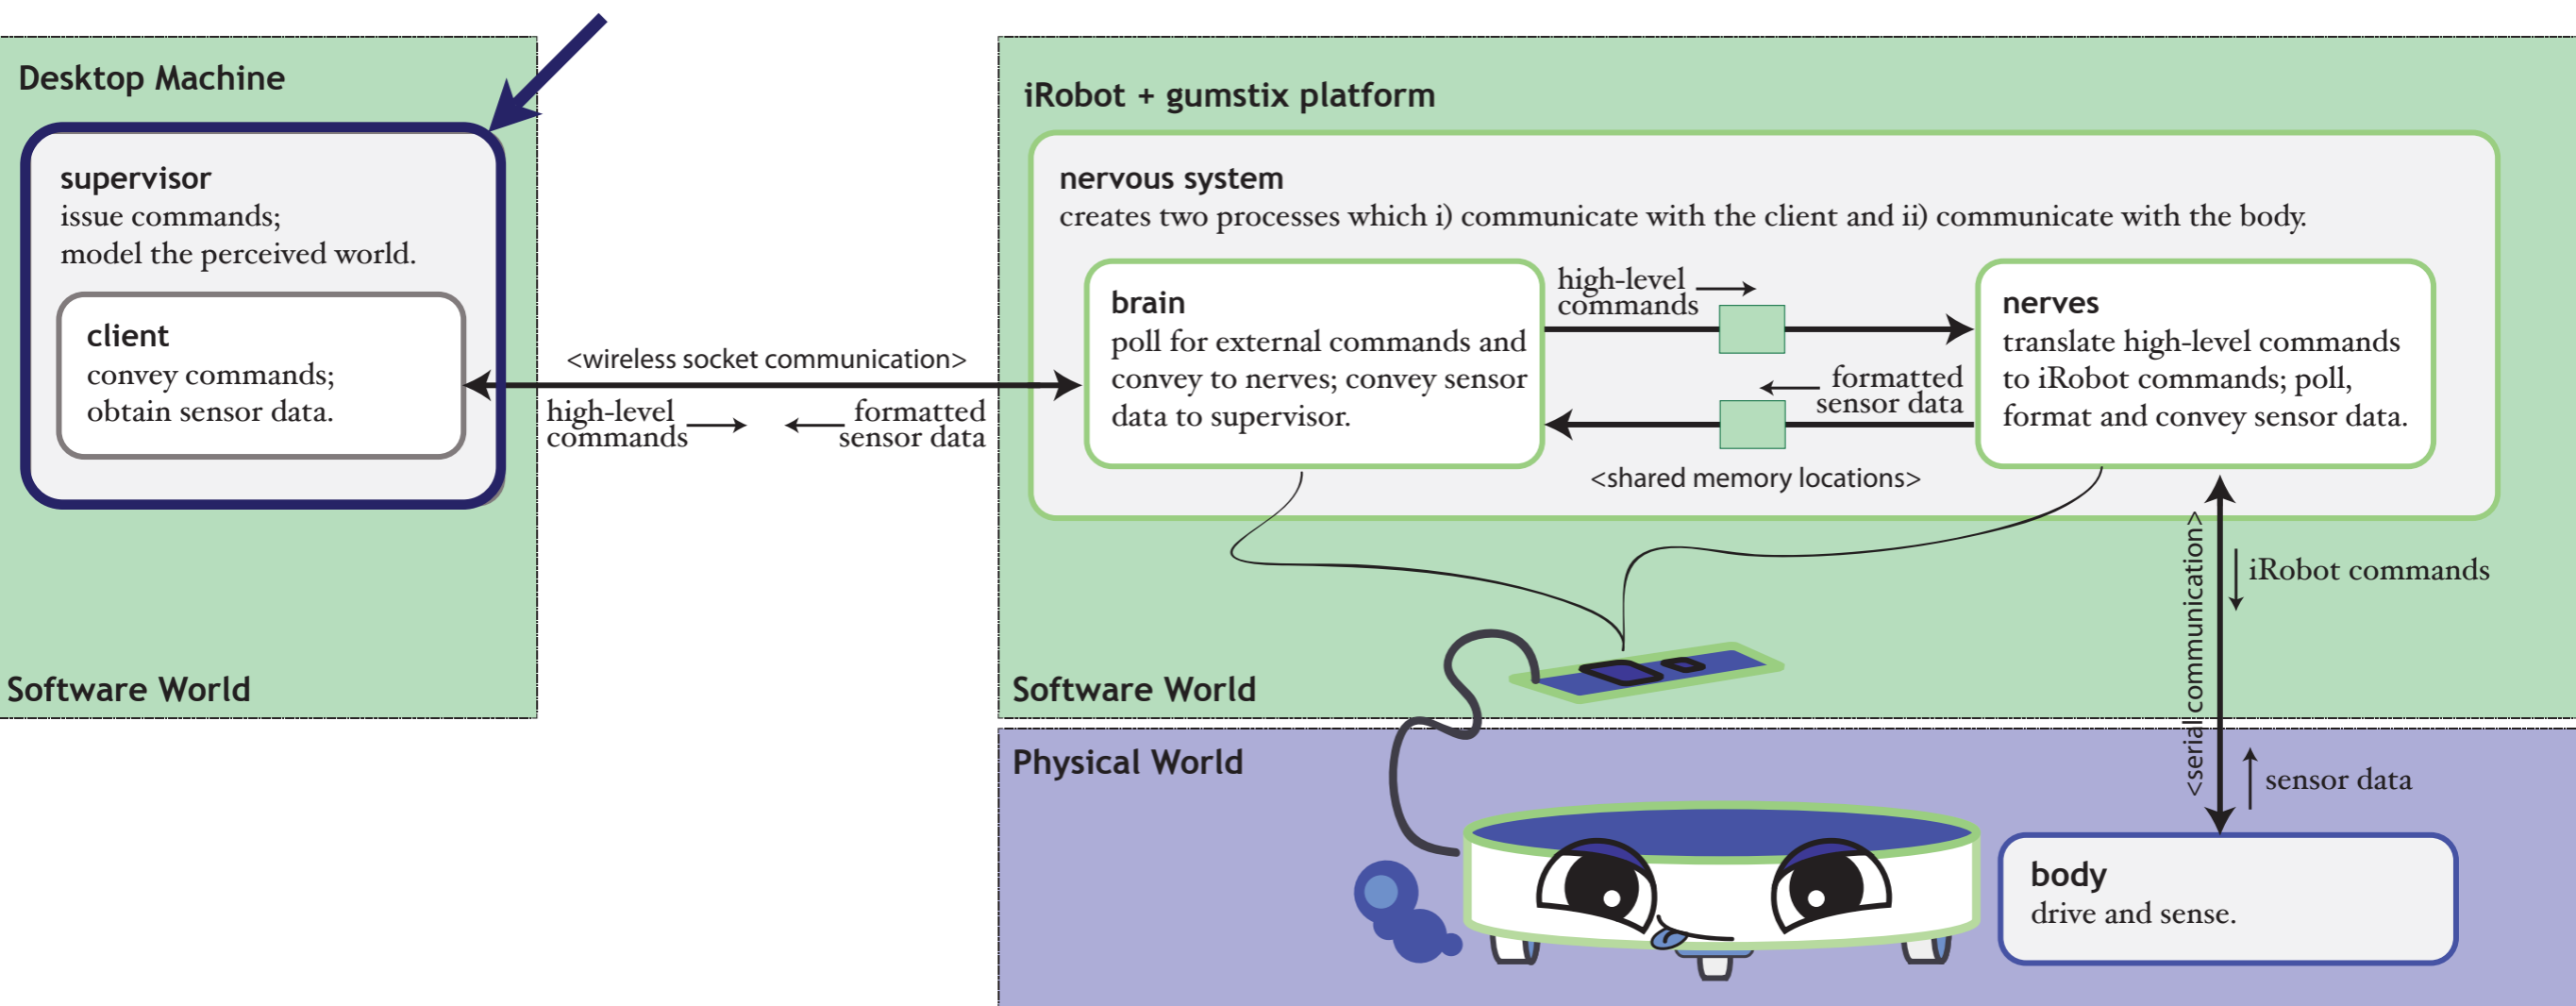 Desktop Machine
supervisor
issue commands;
model the perceived world.
client
convey commands;
obtain sensor data.
Software World
<wireless socket communication>
high-level
commands
formatted
sensor data
iRobot + gumstix platform
nervous system
creates two processes which i) communicate with the client and ii) communicate with the body.
brain
poll for external commands and
convey to nerves; convey sensor
data to supervisor.
high-level
commands
formatted
sensor data
<shared memory locations>
nerves
translate high-level commands
to iRobot commands; poll,
format and convey sensor data.
<serial communication>
iRobot commands
Software World
Physical World
sensor data
body
drive and sense.